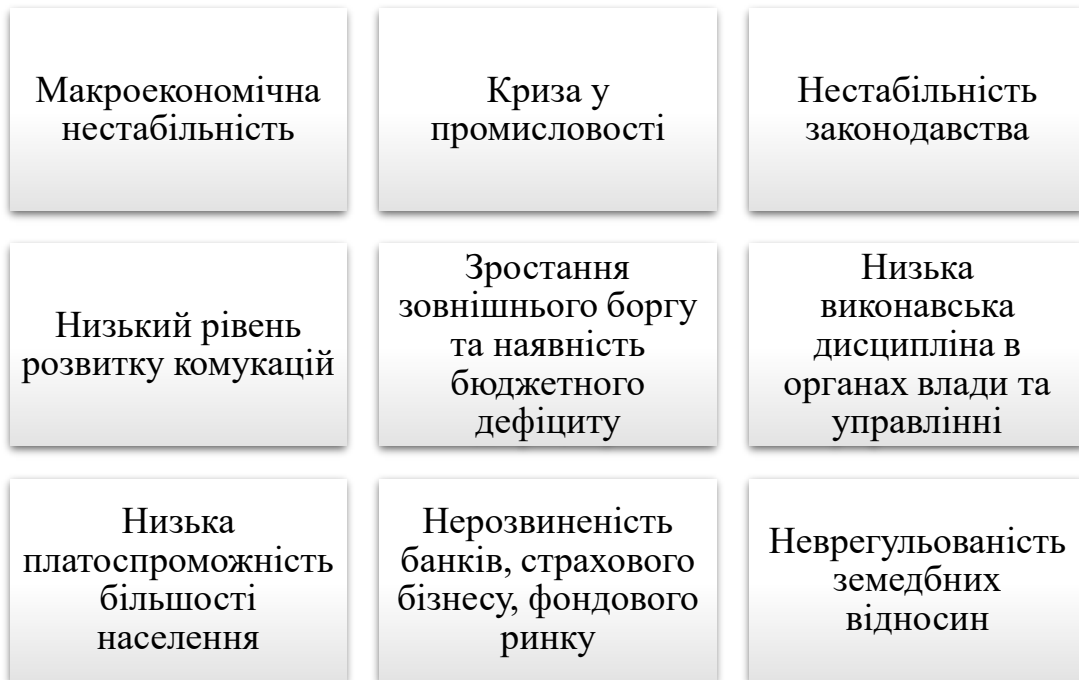 Макроекономічна
нестабільність
Криза у
промисловості
Нестабільність
законодавства
Низький рівень
розвитку комукацій
Зростання
зовнішнього боргу
та наявність
бюджетного
дефіциту
Низька
виконавська
дисципліна в
органах влади та
управлінні
Низька
платоспроможність
більшості
населення
Нерозвиненість
банків, страхового
бізнесу, фондового
ринку
Неврегульованість
земедбних
відносин